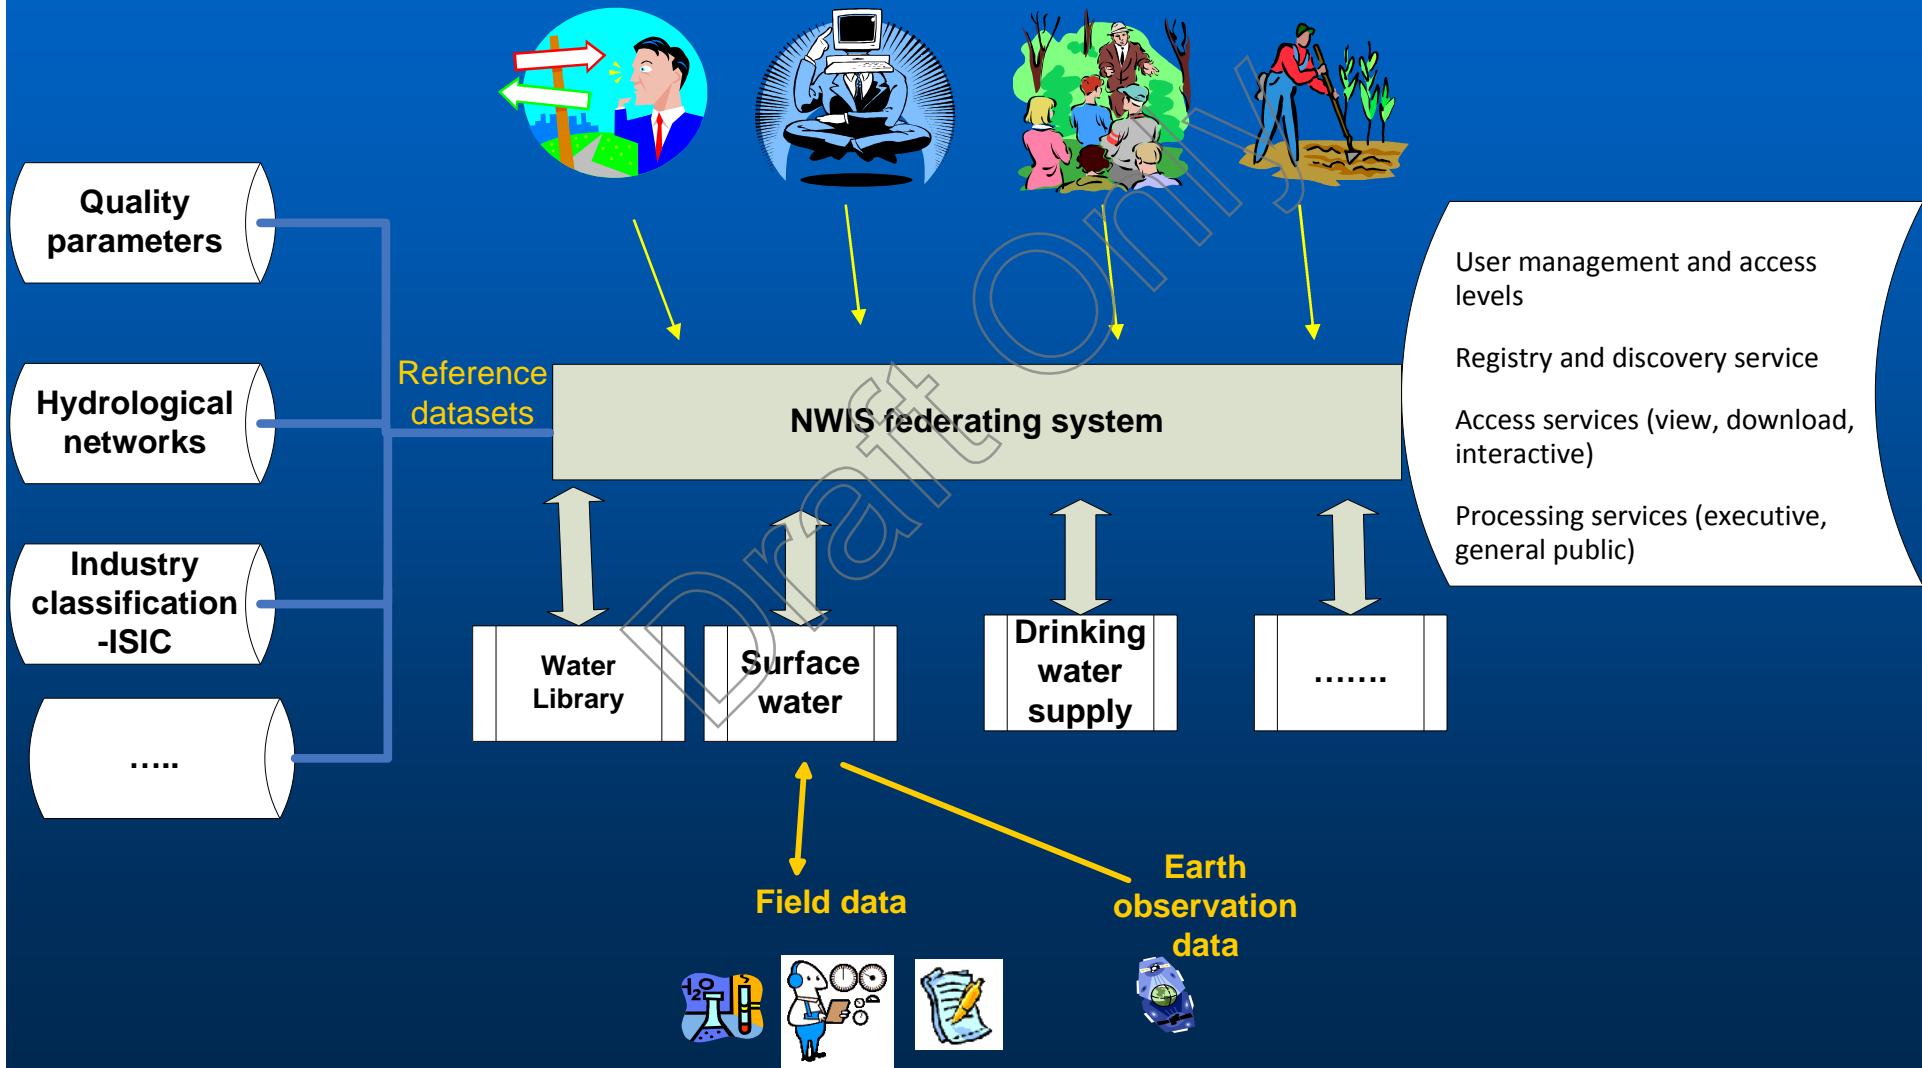 Quality
parameters
Hydrological
networks
Industry
classification
-ISIC
.....
Reference
datasets
NWIS federating system
User management and access
levels
Registry and discovery service
Access services (view, download,
interactive)
Processing services (executive,
general public)
Water
Library
Surface
water
Drinking
water
supply
.......
Field data
Earth
observation
data
H2O
Draft Only